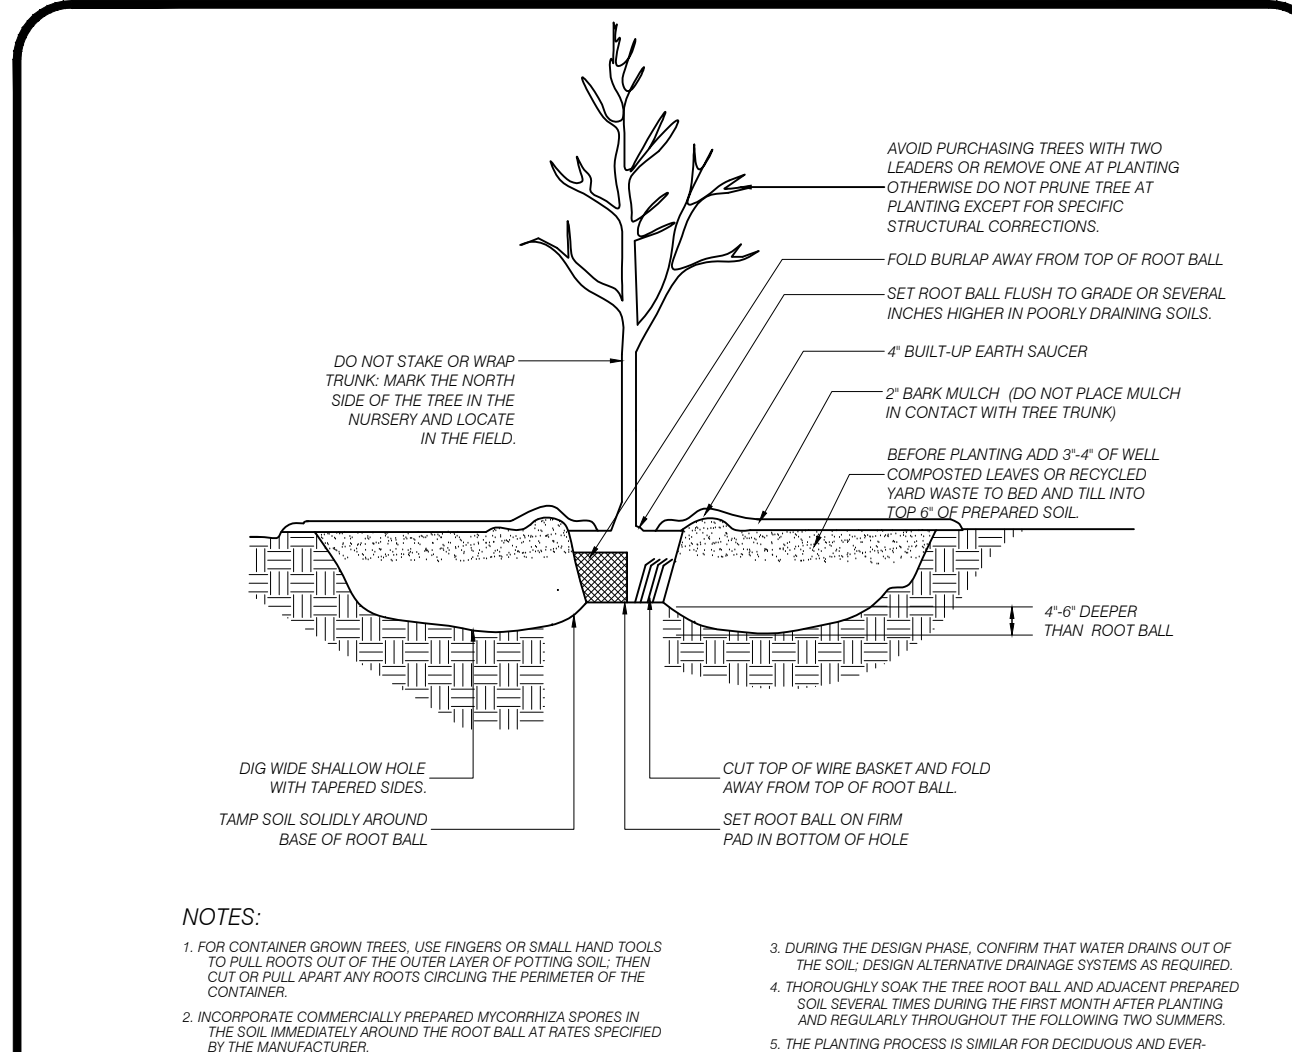 AVOID PURCHASING TREES WITH TWO
LEADERS OR REMOVE ONE AT PLANTING
OTHERWISE DO NOT PRUNE TREE AT
PLANTING EXCEPT FOR SPECIFIC
STRUCTURAL CORRECTIONS.
FOLD BURLAP AWAY FROM TOP OF ROOT BALL
SET ROOT BALL FLUSH TO GRADE OR SEVERAL
INCHES HIGHER IN POORLY DRAINING SOILS.
4" BUILT-UP EARTH SAUCER
2" BARK MULCH (DO NOT PLACE MULCH
IN CONTACT WITH TREE TRUNK)
BEFORE PLANTING ADD 3"-4" OF WELL
COMPOSTED LEAVES OR RECYCLED
YARD WASTE TO BED AND TILL INTO
TOP 6" OF PREPARED SOIL.
DO NOT STAKE OR WRAP
TRUNK: MARK THE NORTH
SIDE OF THE TREE IN THE
NURSERY AND LOCATE
IN THE FIELD.
4"-6" DEEPER
THAN ROOT BALL
DIG WIDE SHALLOW HOLE
WITH TAPERED SIDES.
TAMP SOIL SOLIDLY AROUND
BASE OF ROOT BALL
CUT TOP OF WIRE BASKET AND FOLD
AWAY FROM TOP OF ROOT BALL.
SET ROOT BALL ON FIRM
PAD IN BOTTOM OF HOLE
NOTES:
1. FOR CONTAINER GROWN TREES, USE FINGERS OR SMALL HAND TOOLS
TO PULL ROOTS OUT OF THE OUTER LAYER OF POTTING SOIL; THEN
CUT OR PULL APART ANY ROOTS CIRCLING THE PERIMETER OF THE
CONTAINER.
2. INCORPORATE COMMERCIALLY PREPARED MYCORRHIZA SPORES IN
THE SOIL IMMEDIATELY AROUND THE ROOT BALL AT RATES SPECIFIED
BY THE MANUFACTURER.
3. DURING THE DESIGN PHASE, CONFIRM THAT WATER DRAINS OUT OF
THE SOIL; DESIGN ALTERNATIVE DRAINAGE SYSTEMS AS REQUIRED.
4. THOROUGHLY SOAK THE TREE ROOT BALL AND ADJACENT PREPARED
SOIL SEVERAL TIMES DURING THE FIRST MONTH AFTER PLANTING
AND REGULARLY THROUGHOUT THE FOLLOWING TWO SUMMERS.
5. THE PLANTING PROCESS IS SIMILAR FOR DECIDUOUS AND EVER-